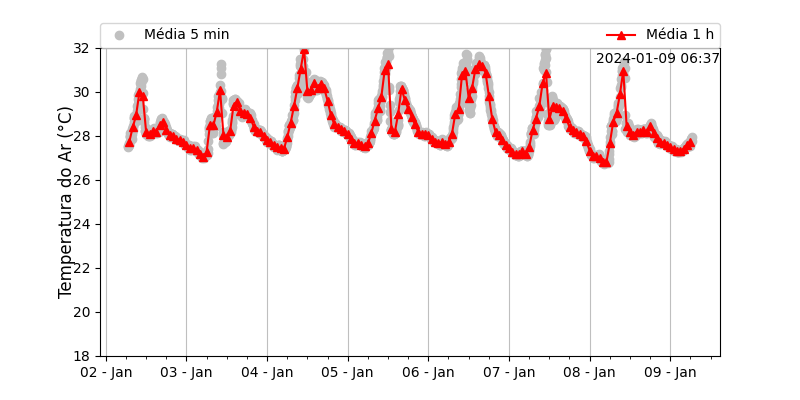 Média 5 min
Média 1 h
2024-01-09 06:37
Temperatura do Ar (°C)
32
30
28
26
24
22
20
18
02 - Jan
03 - Jan
04 - Jan
05 - Jan
06 - Jan
07 - Jan
08 - Jan
09 - Jan